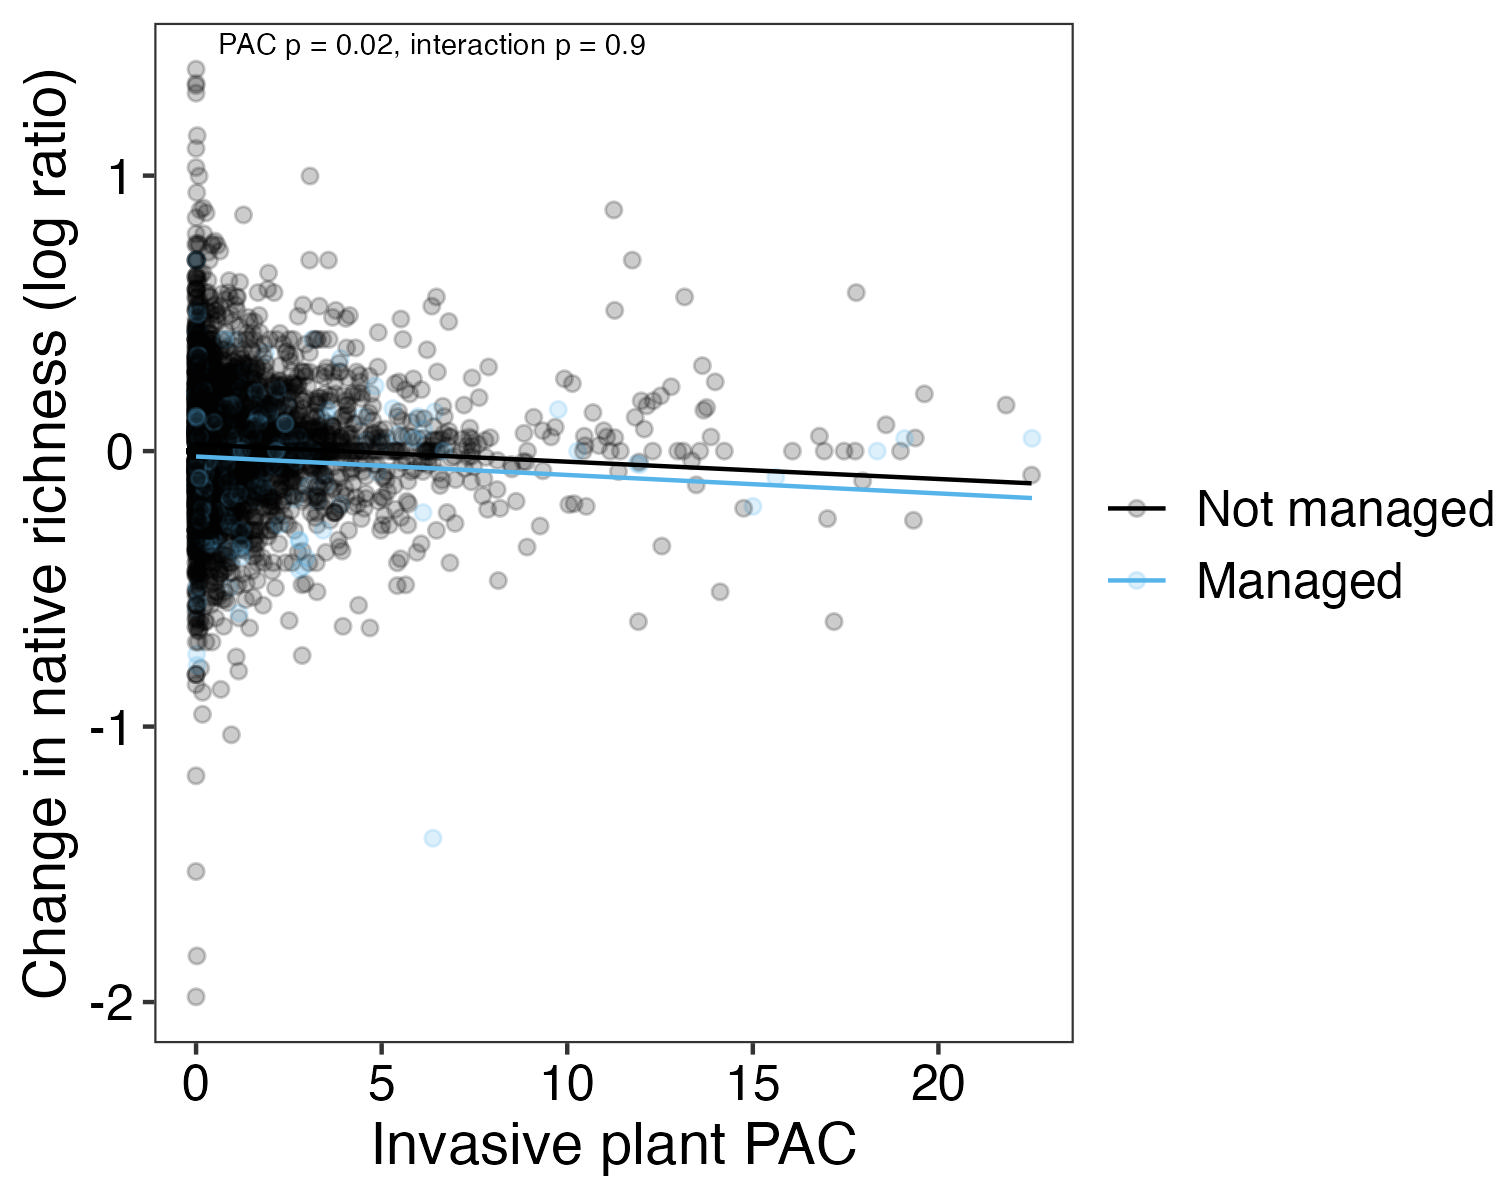 PAC p = 0.02, interaction p = 0.9
Change in native richness (log ratio)
1
0
-1
-2
0 5 10 15 20
Invasive plant PAC
Not managed
Managed